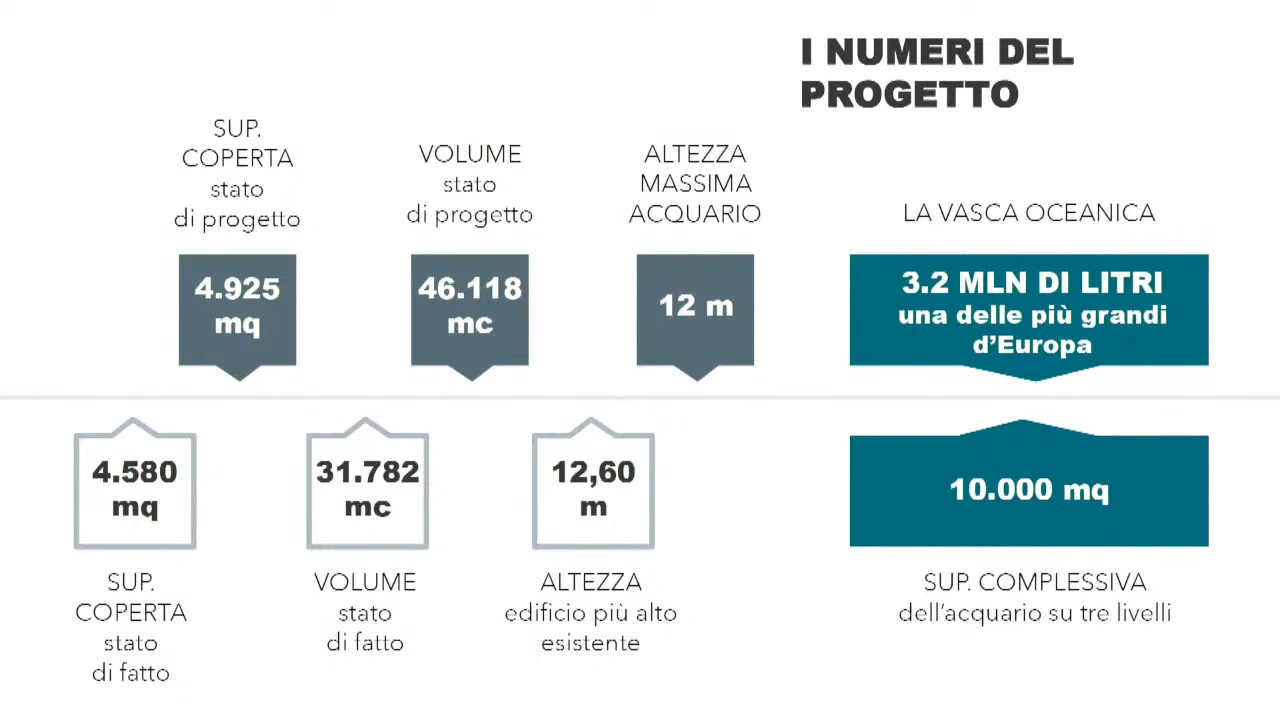 I NUMERI DEL
PROGETTO
SUP.
COPERTA
stato
di progetto
4.925
mq
VOLUME
stato
di progetto
46.118
mc
ALTEZZA
MASSIMA
ACQUARIO
12 m
LA VASCA OCEANICA
3.2 MLN DI LITRI
una delle più grandi
d'Europa
4.580
mq
SUP.
COPERTA
stato
di fatto
31.782
mc
VOLUME
stato
di fatto
12,60
m
ALTEZZA
edificio più alto
esistente
10.000 mq
SUP. COMPLESSIVA
dell'acquario su tre livelli